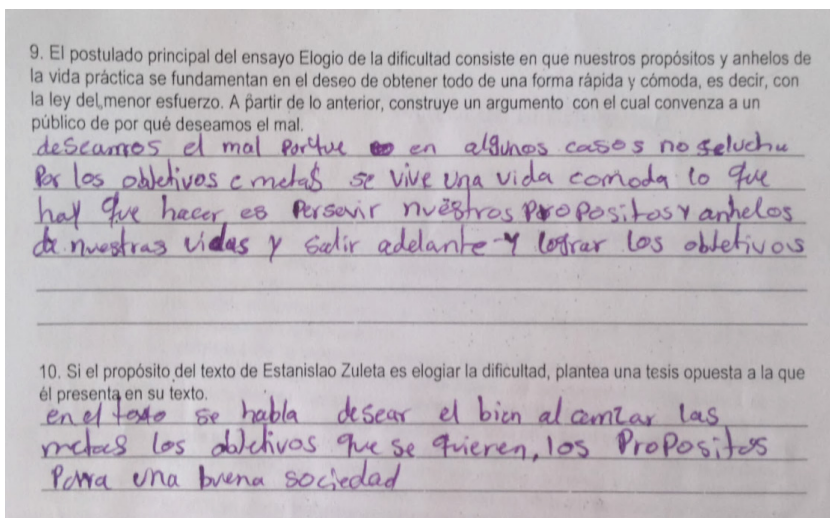 9. El postulado principal del ensayo Elogio de la dificultad consiste en que nuestros propósitos y anhelos de
la vida práctica se fundamentan en el deseo de obtener todo de una forma rápida y cómoda, es decir, con
la ley del menor esfuerzo. A partir de lo anterior, construye un argumento con el cual convenza a un
público de por qué deseamos el mal.
deseamos el mal Porque en algunos casos no se lucha
Por los objetivos e metas se vive una vida comoda lo que
hay que hacer es Perseuir nuestros Propositos y anhelos
de nuestras vidas y salir adelante y lograr los objetivos
10. Si el propósito del texto de Estanislao Zuleta es elogiar la dificultad, plantea una tesis opuesta a la que
él presenta en su texto.
en el texto se habla desear el bien alcamzar las
metas los objetivos que se quieren, los Propositos
Para una buena sociedad